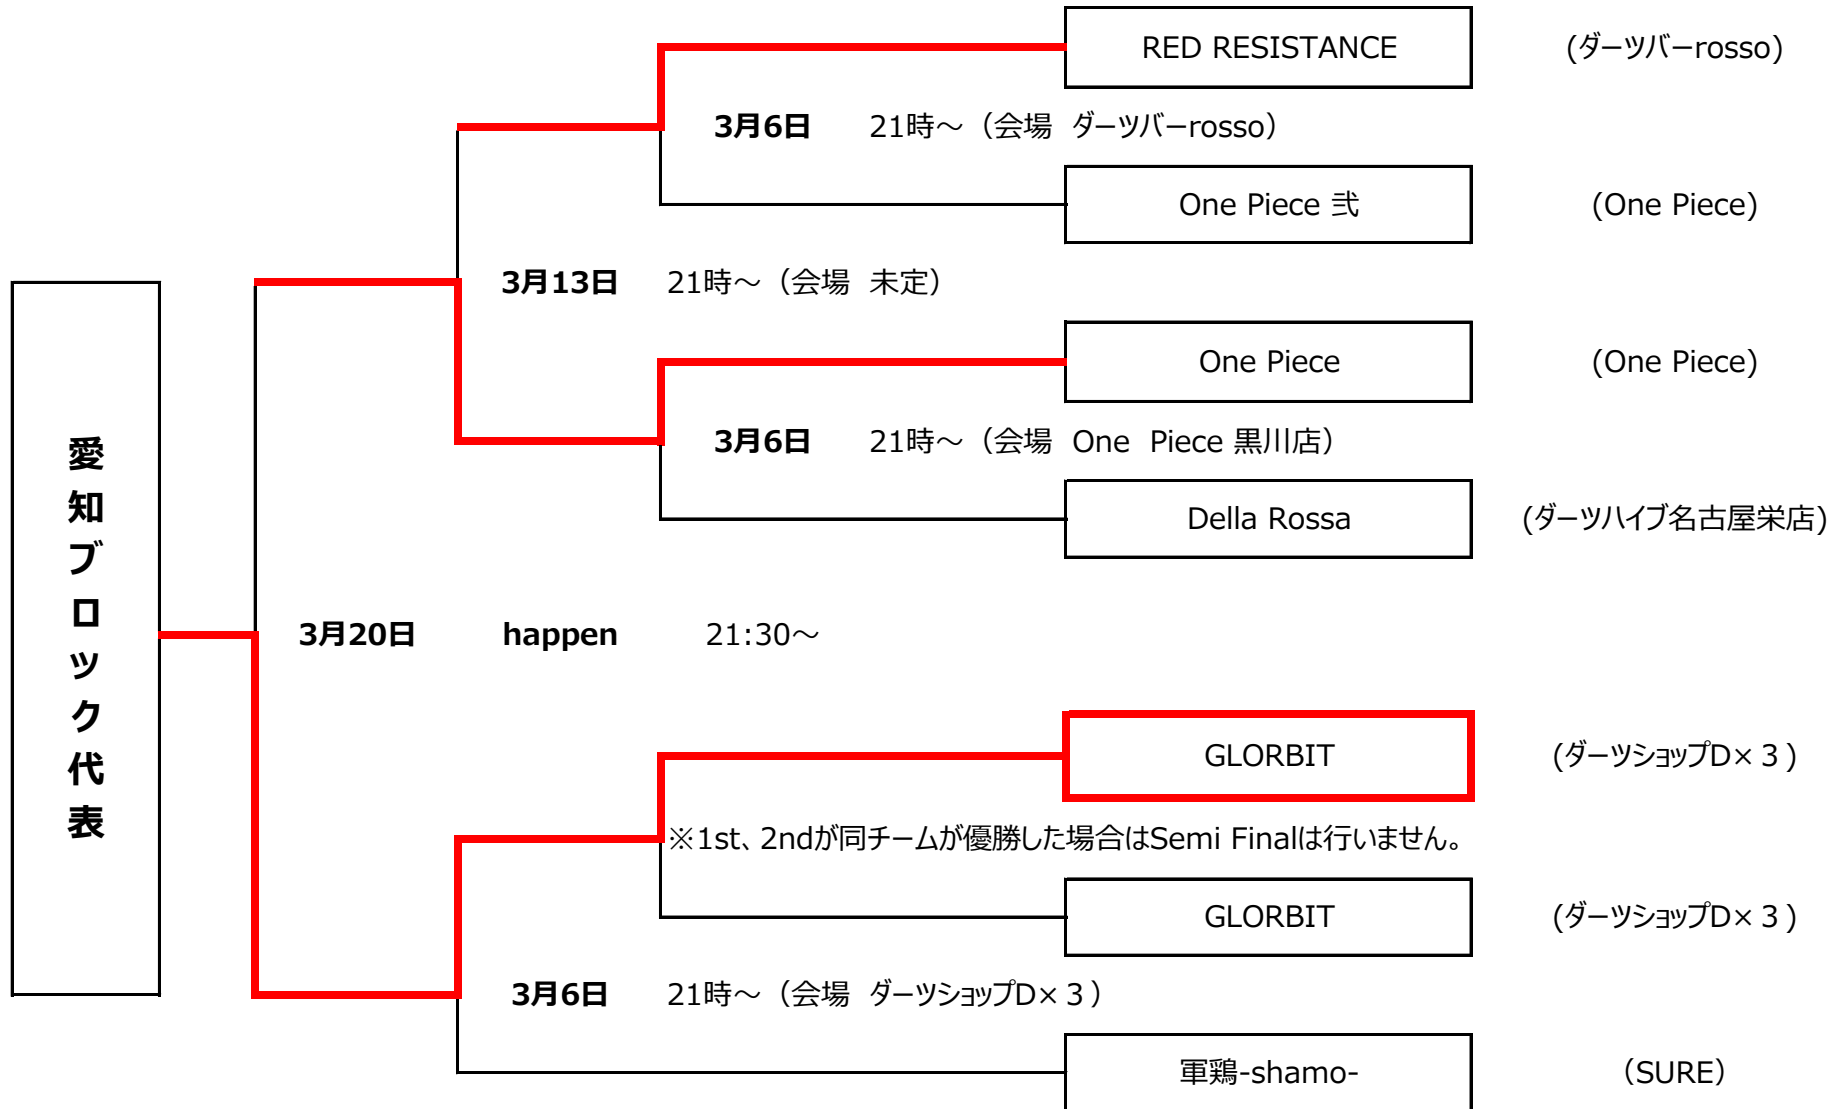 RED RESISTANCE (ダーツバーrosso)
3月6日 21時～（会場 ダーツバーrosso）
One Piece 弐 (One Piece)
3月13日 21時～（会場 未定）
One Piece (One Piece)
3月6日 21時～（会場 One Piece 黒川店）
Della Rossa (ダーツハイブ名古屋栄店)
愛知ブロック代表
3月20日 happen 21:30～
GLORBIT (ダーツショップD×３)
※1st、2ndが同チームが優勝した場合はSemi Finalは行いません。
GLORBIT (ダーツショップD×３)
3月6日 21時～（会場 ダーツショップD×３）
軍鶏-shamo- （SURE）